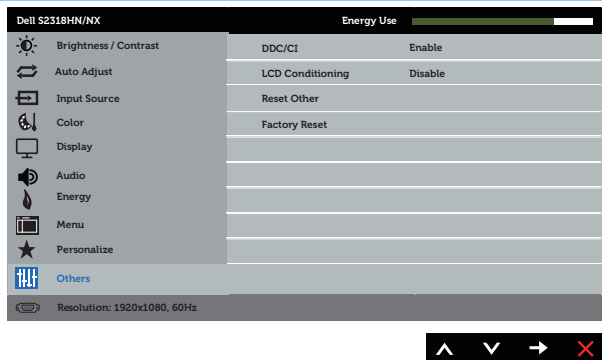 Dell S2318HN/NX Energy Use
Brightness / Contrast
Auto Adjust
Input Source
Color
Display
Audio
Energy
Menu
Personalize
Others
DDC/CI Enable
LCD Conditioning Disable
Reset Other
Factory Reset
Resolution: 1920x1080, 60Hz